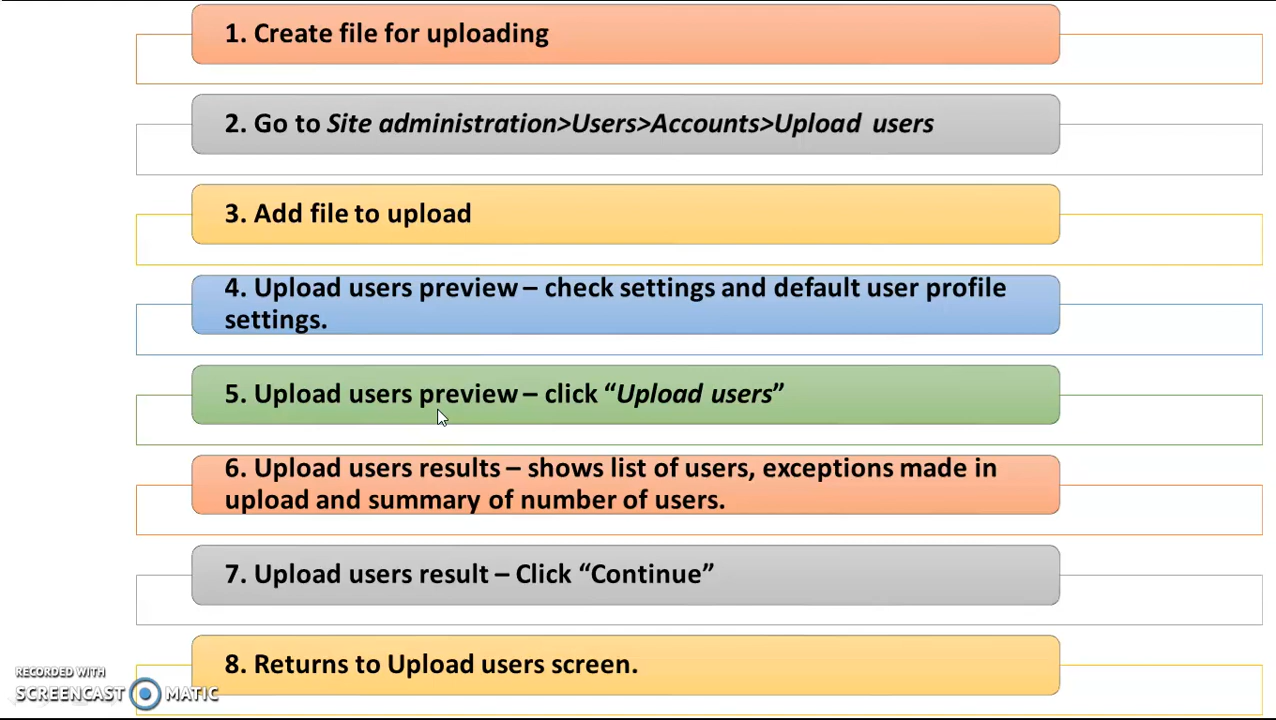 1. Create file for uploading
2. Go to Site administration>Users>Accounts>Upload users
3. Add file to upload
4. Upload users preview – check settings and default user profile
settings.
5. Upload users preview – click “Upload users”
6. Upload users results – shows list of users, exceptions made in
upload and summary of number of users.
7. Upload users result – Click “Continue”
8. Returns to Upload users screen.
RECORDED WITH
SCREENCAST MATIC